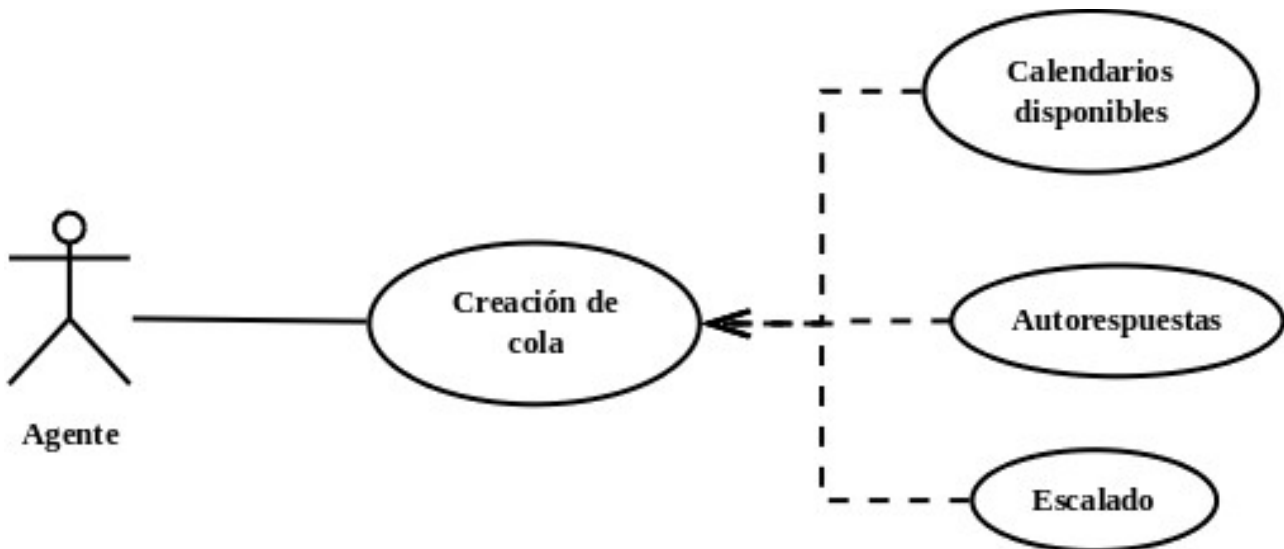 Calendarios
disponibles
Creación de
cola
Autorespuestas
Agente
Escalado